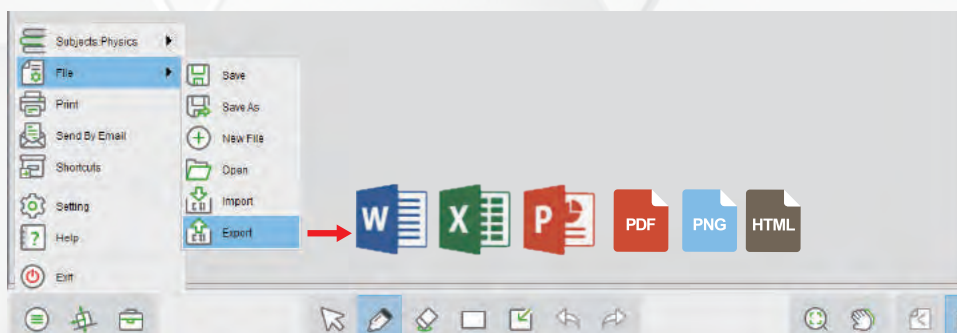 Subjects:Physics
File
Print
Send By Email
Shortcuts
Setting
Help
Exit
Save
Save As
New File
Open
Import
Export
W
X
P
PDF
PNG
HTML